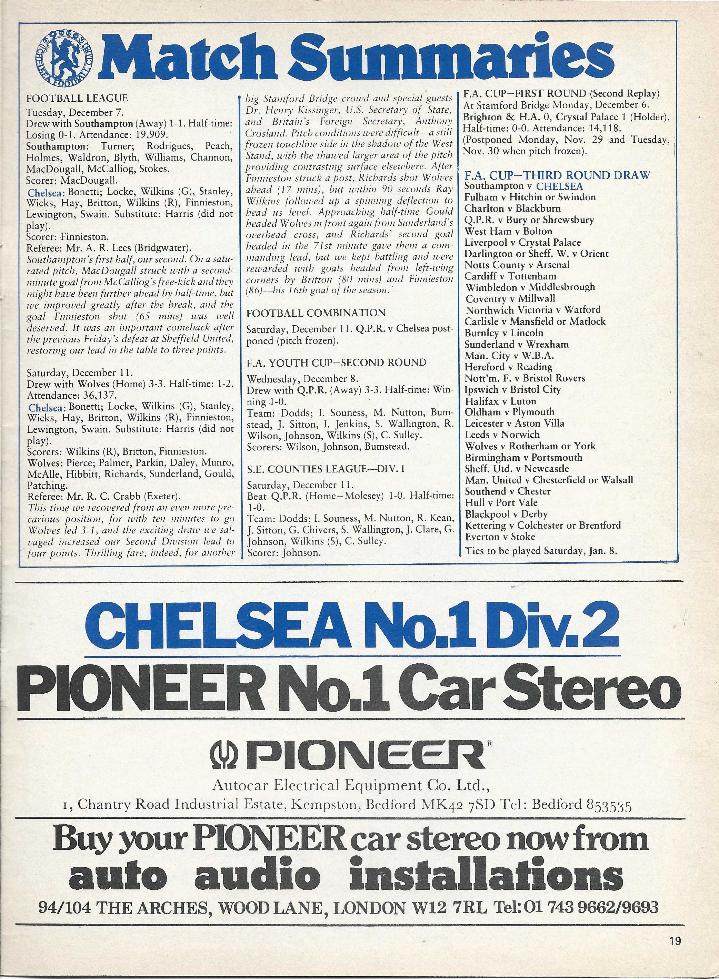 Match Summaries
FOOTBALL LEAGUE
Tuesday, December 7.
Drew with Southampton (Away) 1-1. Half-time:
Losing 0-1. Attendance: 19,909.
Southampton: Turner; Rodrigues, Peach,
Holmes, Waldron, Blyth, Williams, Channon,
MacDougall, McCalliog, Stokes.
Scorer: MacDougall.
Chelsea: Bonetti; Locke, Wilkins (G), Stanley,
Wicks, Hay, Britton, Wilkins (R), Finnieston,
Lewington, Swain. Substitute: Harris (did not
play).
Scorer: Finnieston.
Referee: Mr. A. R. Lees (Bridgwater).
Southampton's first half, our second. On a satu-
rated pitch, MacDougall struck with a second-
minute goal from McCalliog's free-kick and they
might have been further ahead by half-time, but
we improved greatly after the break, and the
goal Finnieston shot (65 mins) was well
deserved. It was an important comeback after
the previous Friday's defeat at Sheffield United,
restoring our lead in the table to three points.
Saturday, December 11.
Drew with Wolves (Home) 3-3. Half-time: 1-2.
Attendance: 36,137.
Chelsea: Bonetti; Locke, Wilkins (G), Stanley,
Wicks, Hay, Britton, Wilkins (R), Finnieston,
Lewington, Swain. Substitute: Harris (did not
play).
Scorers: Wilkins (R), Britton, Finnieston.
Wolves: Pierce; Palmer, Parkin, Daley, Munro,
McAlle, Hibbitt, Richards, Sunderland, Gould,
Patching.
Referee: Mr. R. C. Crabb (Exeter).
This time we recovered from an even more pre-
carious position, for with ten minutes to go
Wolves led 3-1, and the exciting draw we sal-
vaged increased our Second Division lead to
four points. Thrilling fare, indeed, for another
big Stamford Bridge crowd and special guests
Dr. Henry Kissinger, U.S. Secretary of State,
and Britain's Foreign Secretary, Anthony
Crosland. Pitch conditions were difficult—a still
frozen touchline side in the shadow of the West
Stand, with the thawed larger area of the pitch
providing contrasting surface elsewhere. After
Finnieston struck a post, Richards shot Wolves
ahead (17 mins), but within 90 seconds Ray
Wilkins followed up a spinning deflection to
head us level. Approaching half-time Gould
headed Wolves in front again from Sunderland's
overhead cross, and Richards' second goal
headed in the 71st minute gave them a com-
manding lead, but we kept battling and were
rewarded with goals headed from left-wing
corners by Britton (80 mins) and Finnieston
(86)—his 16th goal of the season.
FOOTBALL COMBINATION
Saturday, December 11. Q.P.R. v Chelsea post-
poned (pitch frozen).
F.A. YOUTH CUP—SECOND ROUND
Wednesday, December 8.
Drew with Q.P.R. (Away) 3-3. Half-time: Win-
ning 1-0.
Team: Dodds; I. Souness, M. Nutton, Bum-
stead, J. Sitton, I. Jenkins, S. Wallington, R.
Wilson, Johnson, Wilkins (S), C. Sulley.
Scorers: Wilson, Johnson, Bumstead.
S.E. COUNTIES LEAGUE—DIV. 1
Saturday, December 11.
Beat Q.P.R. (Home—Molesey) 1-0. Half-time:
1-0.
Team: Dodds; I. Souness, M. Nutton, R. Kean,
J. Sitton, G. Chivers, S. Wallington, J. Clare, G.
Johnson, Wilkins (S), C. Sulley.
Scorer: Johnson.
F.A. CUP—FIRST ROUND (Second Replay)
At Stamford Bridge Monday, December 6.
Brighton & H.A. 0, Crystal Palace 1 (Holder).
Half-time: 0-0. Attendance: 14,118.
(Postponed Monday, Nov. 29 and Tuesday,
Nov. 30 when pitch frozen).
F.A. CUP—THIRD ROUND DRAW
Southampton v CHELSEA
Fulham v Hitchin or Swindon
Charlton v Blackburn
Q.P.R. v Bury or Shrewsbury
West Ham v Bolton
Liverpool v Crystal Palace
Darlington or Sheff. W. v Orient
Notts County v Arsenal
Cardiff v Tottenham
Wimbledon v Middlesbrough
Coventry v Millwall
Northwich Victoria v Watford
Carlisle v Mansfield or Matlock
Burnley v Lincoln
Sunderland v Wrexham
Man. City v W.B.A.
Hereford v Reading
Nott'm. F. v Bristol Rovers
Ipswich v Bristol City
Halifax v Luton
Oldham v Plymouth
Leicester v Aston Villa
Leeds v Norwich
Wolves v Rotherham or York
Birmingham v Portsmouth
Sheff. Utd. v Newcastle
Man. United v Chesterfield or Walsall
Southend v Chester
Hull v Port Vale
Blackpool v Derby
Kettering v Colchester or Brentford
Everton v Stoke
Ties to be played Saturday, Jan. 8.
CHELSEA No.1 Div.2
PIONEER No.1 Car Stereo
PIONEER®
Autocar Electrical Equipment Co. Ltd.,
1, Chantry Road Industrial Estate, Kempston, Bedford MK42 7SD Tel: Bedford 853535
Buy your PIONEER car stereo now from
auto audio installations
94/104 THE ARCHES, WOOD LANE, LONDON W12 7RL Tel: 01 743 9662/9693
19